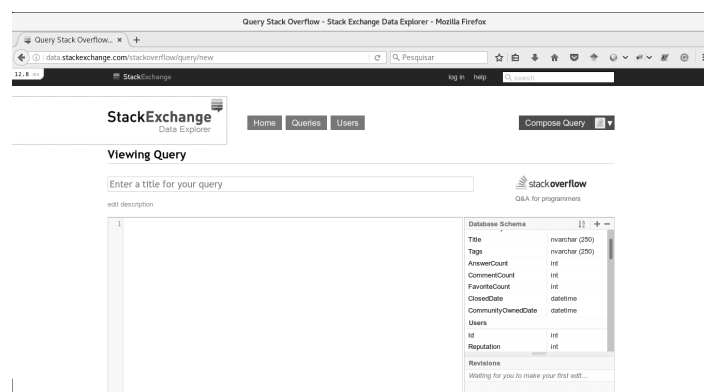 Query Stack Overflow - Stack Exchange Data Explorer - Mozilla Firefox
Query Stack Overflow... × +
data.stackexchange.com/stackoverflow/query/new
Pesquisar
12.8 ms
StackExchange
log in help search
StackExchange
Data Explorer
Home Queries Users
Compose Query
Viewing Query
Enter a title for your query
edit description
stackoverflow
Q&A for programmers
1
Database Schema
Title nvarchar (250)
Tags nvarchar (250)
AnswerCount int
CommentCount int
FavoriteCount int
ClosedDate datetime
CommunityOwnedDate datetime
Users
Id int
Reputation int
Revisions
Waiting for you to make your first edit…